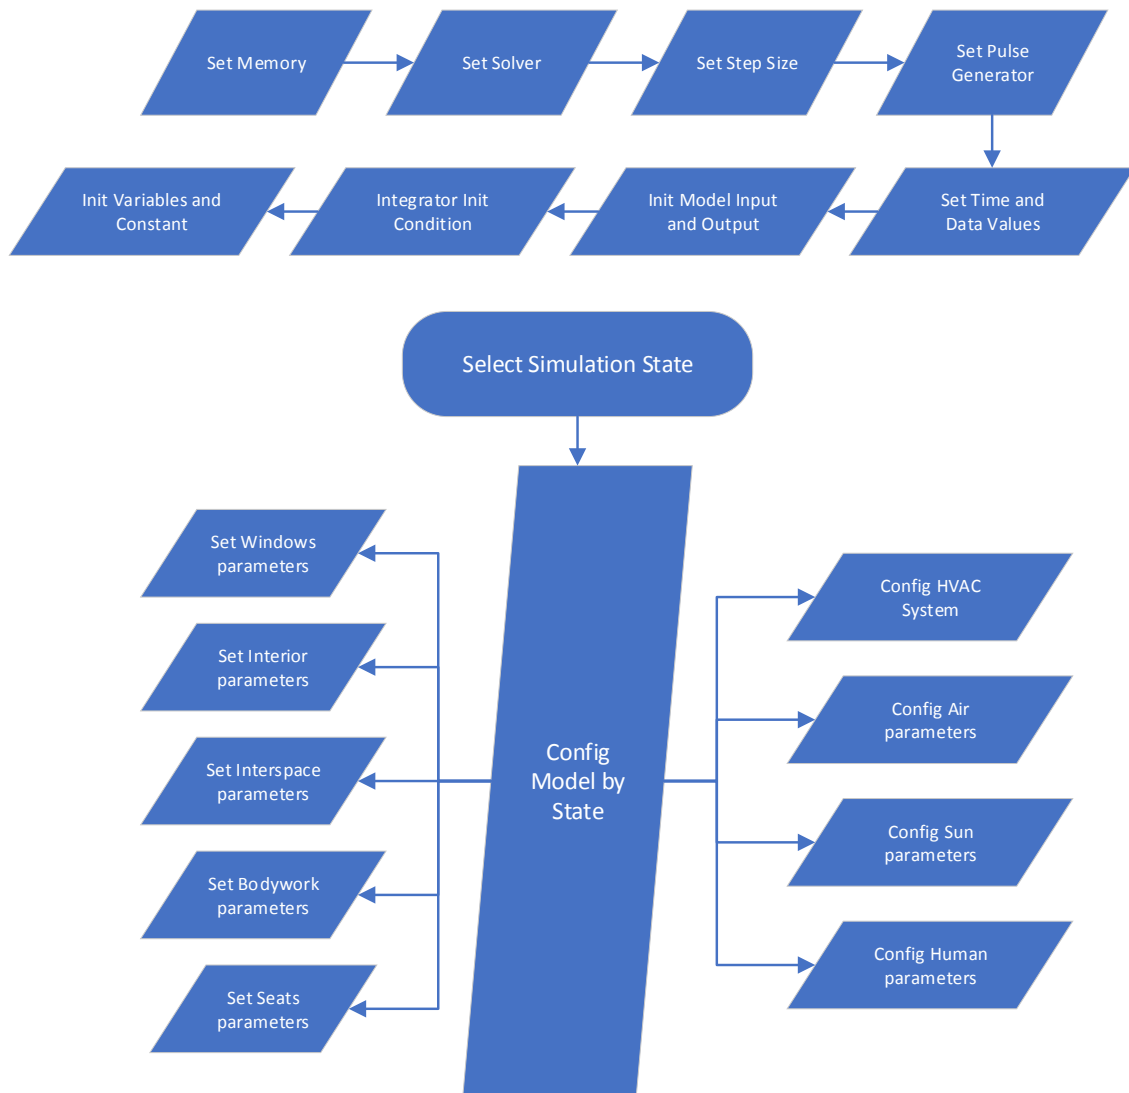 Set Memory
Set Solver
Set Step Size
Set Pulse
Generator
Init Variables and
Constant
Integrator Init
Condition
Init Model Input
and Output
Set Time and
Data Values
Select Simulation State
Set Windows
parameters
Set Interior
parameters
Set Interspace
parameters
Set Bodywork
parameters
Set Seats
parameters
Config
Model by
State
Config HVAC
System
Config Air
parameters
Config Sun
parameters
Config Human
parameters